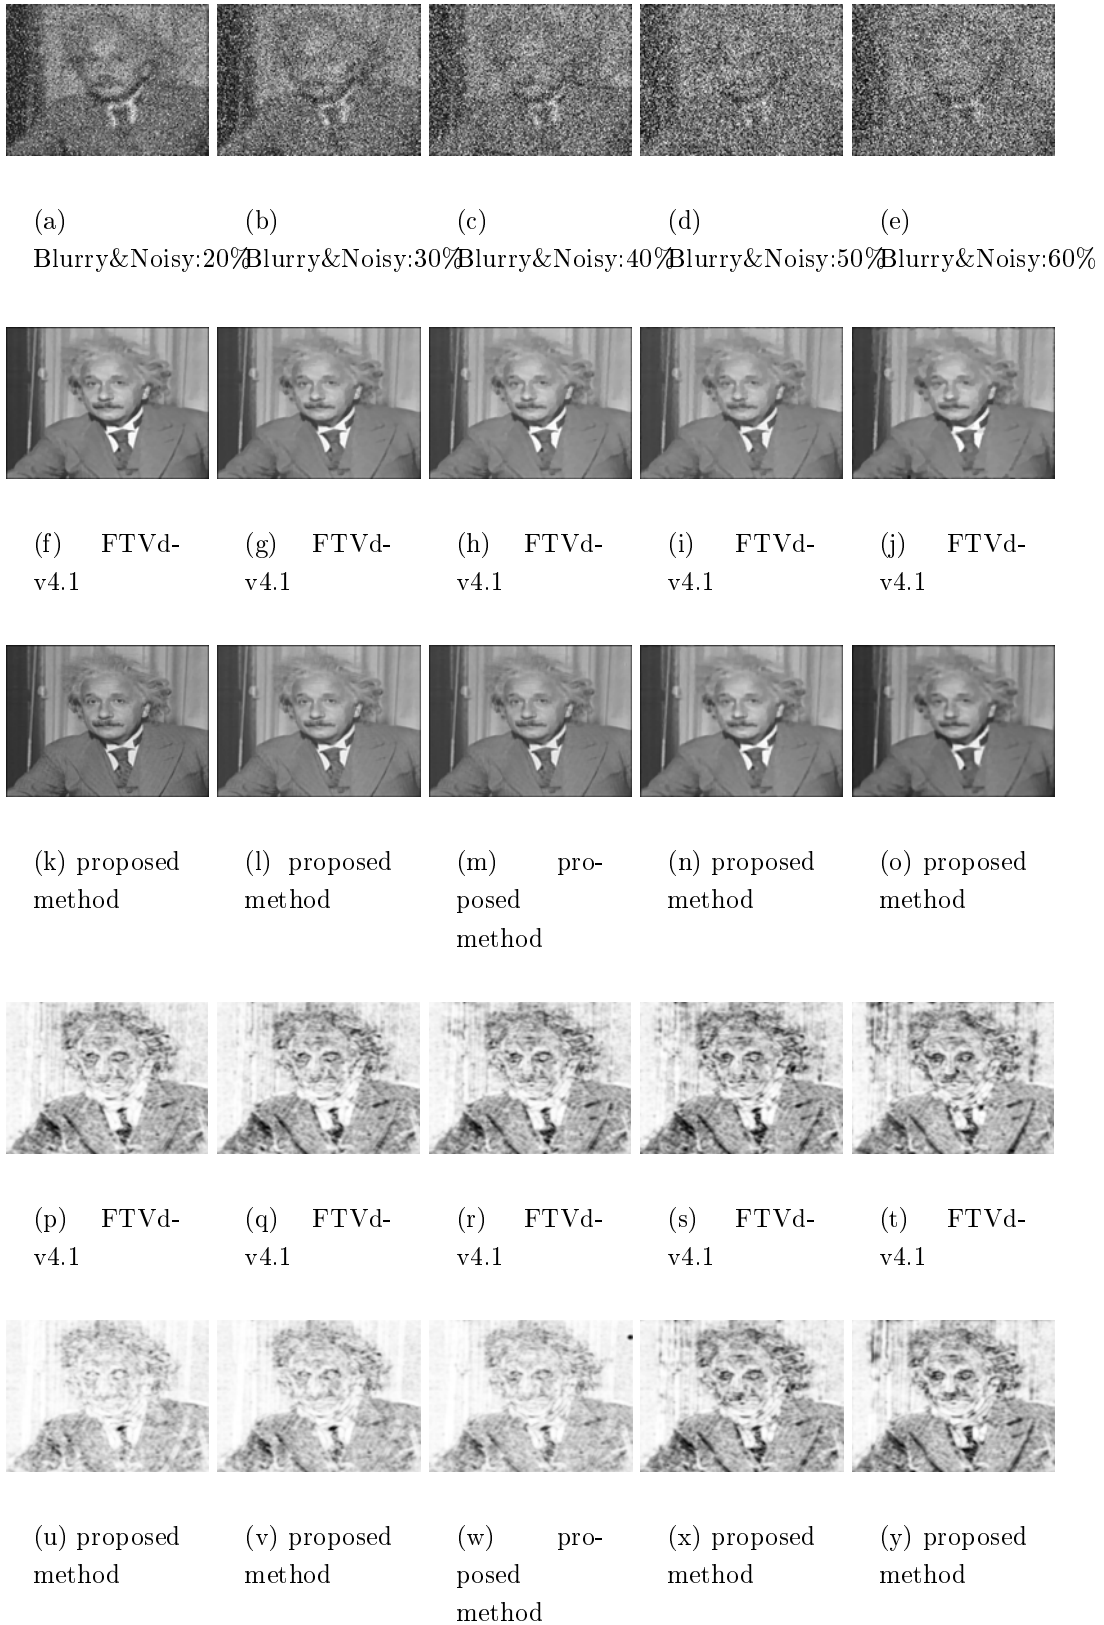 (a) (b) (c) (d) (e)
Blurry&Noisy:20% Blurry&Noisy:30% Blurry&Noisy:40% Blurry&Noisy:50% Blurry&Noisy:60%
(f) FTVd- (g) FTVd- (h) FTVd- (i) FTVd- (j) FTVd-
v4.1 v4.1 v4.1 v4.1 v4.1
(k) proposed (l) proposed (m) pro- (n) proposed (o) proposed
method method posed method method
method
(p) FTVd- (q) FTVd- (r) FTVd- (s) FTVd- (t) FTVd-
v4.1 v4.1 v4.1 v4.1 v4.1
(u) proposed (v) proposed (w) pro- (x) proposed (y) proposed
method method posed method method
method